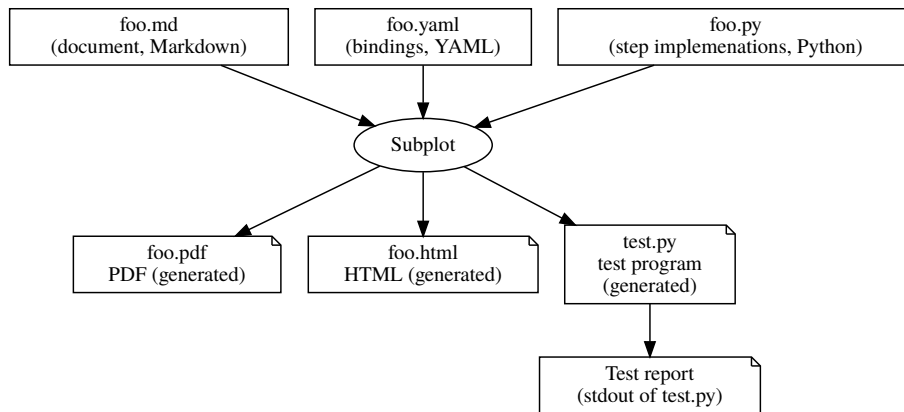 foo.md
(document, Markdown)
foo.yaml
(bindings, YAML)
foo.py
(step implemenations, Python)
Subplot
foo.pdf
PDF (generated)
foo.html
HTML (generated)
test.py
test program
(generated)
Test report
(stdout of test.py)